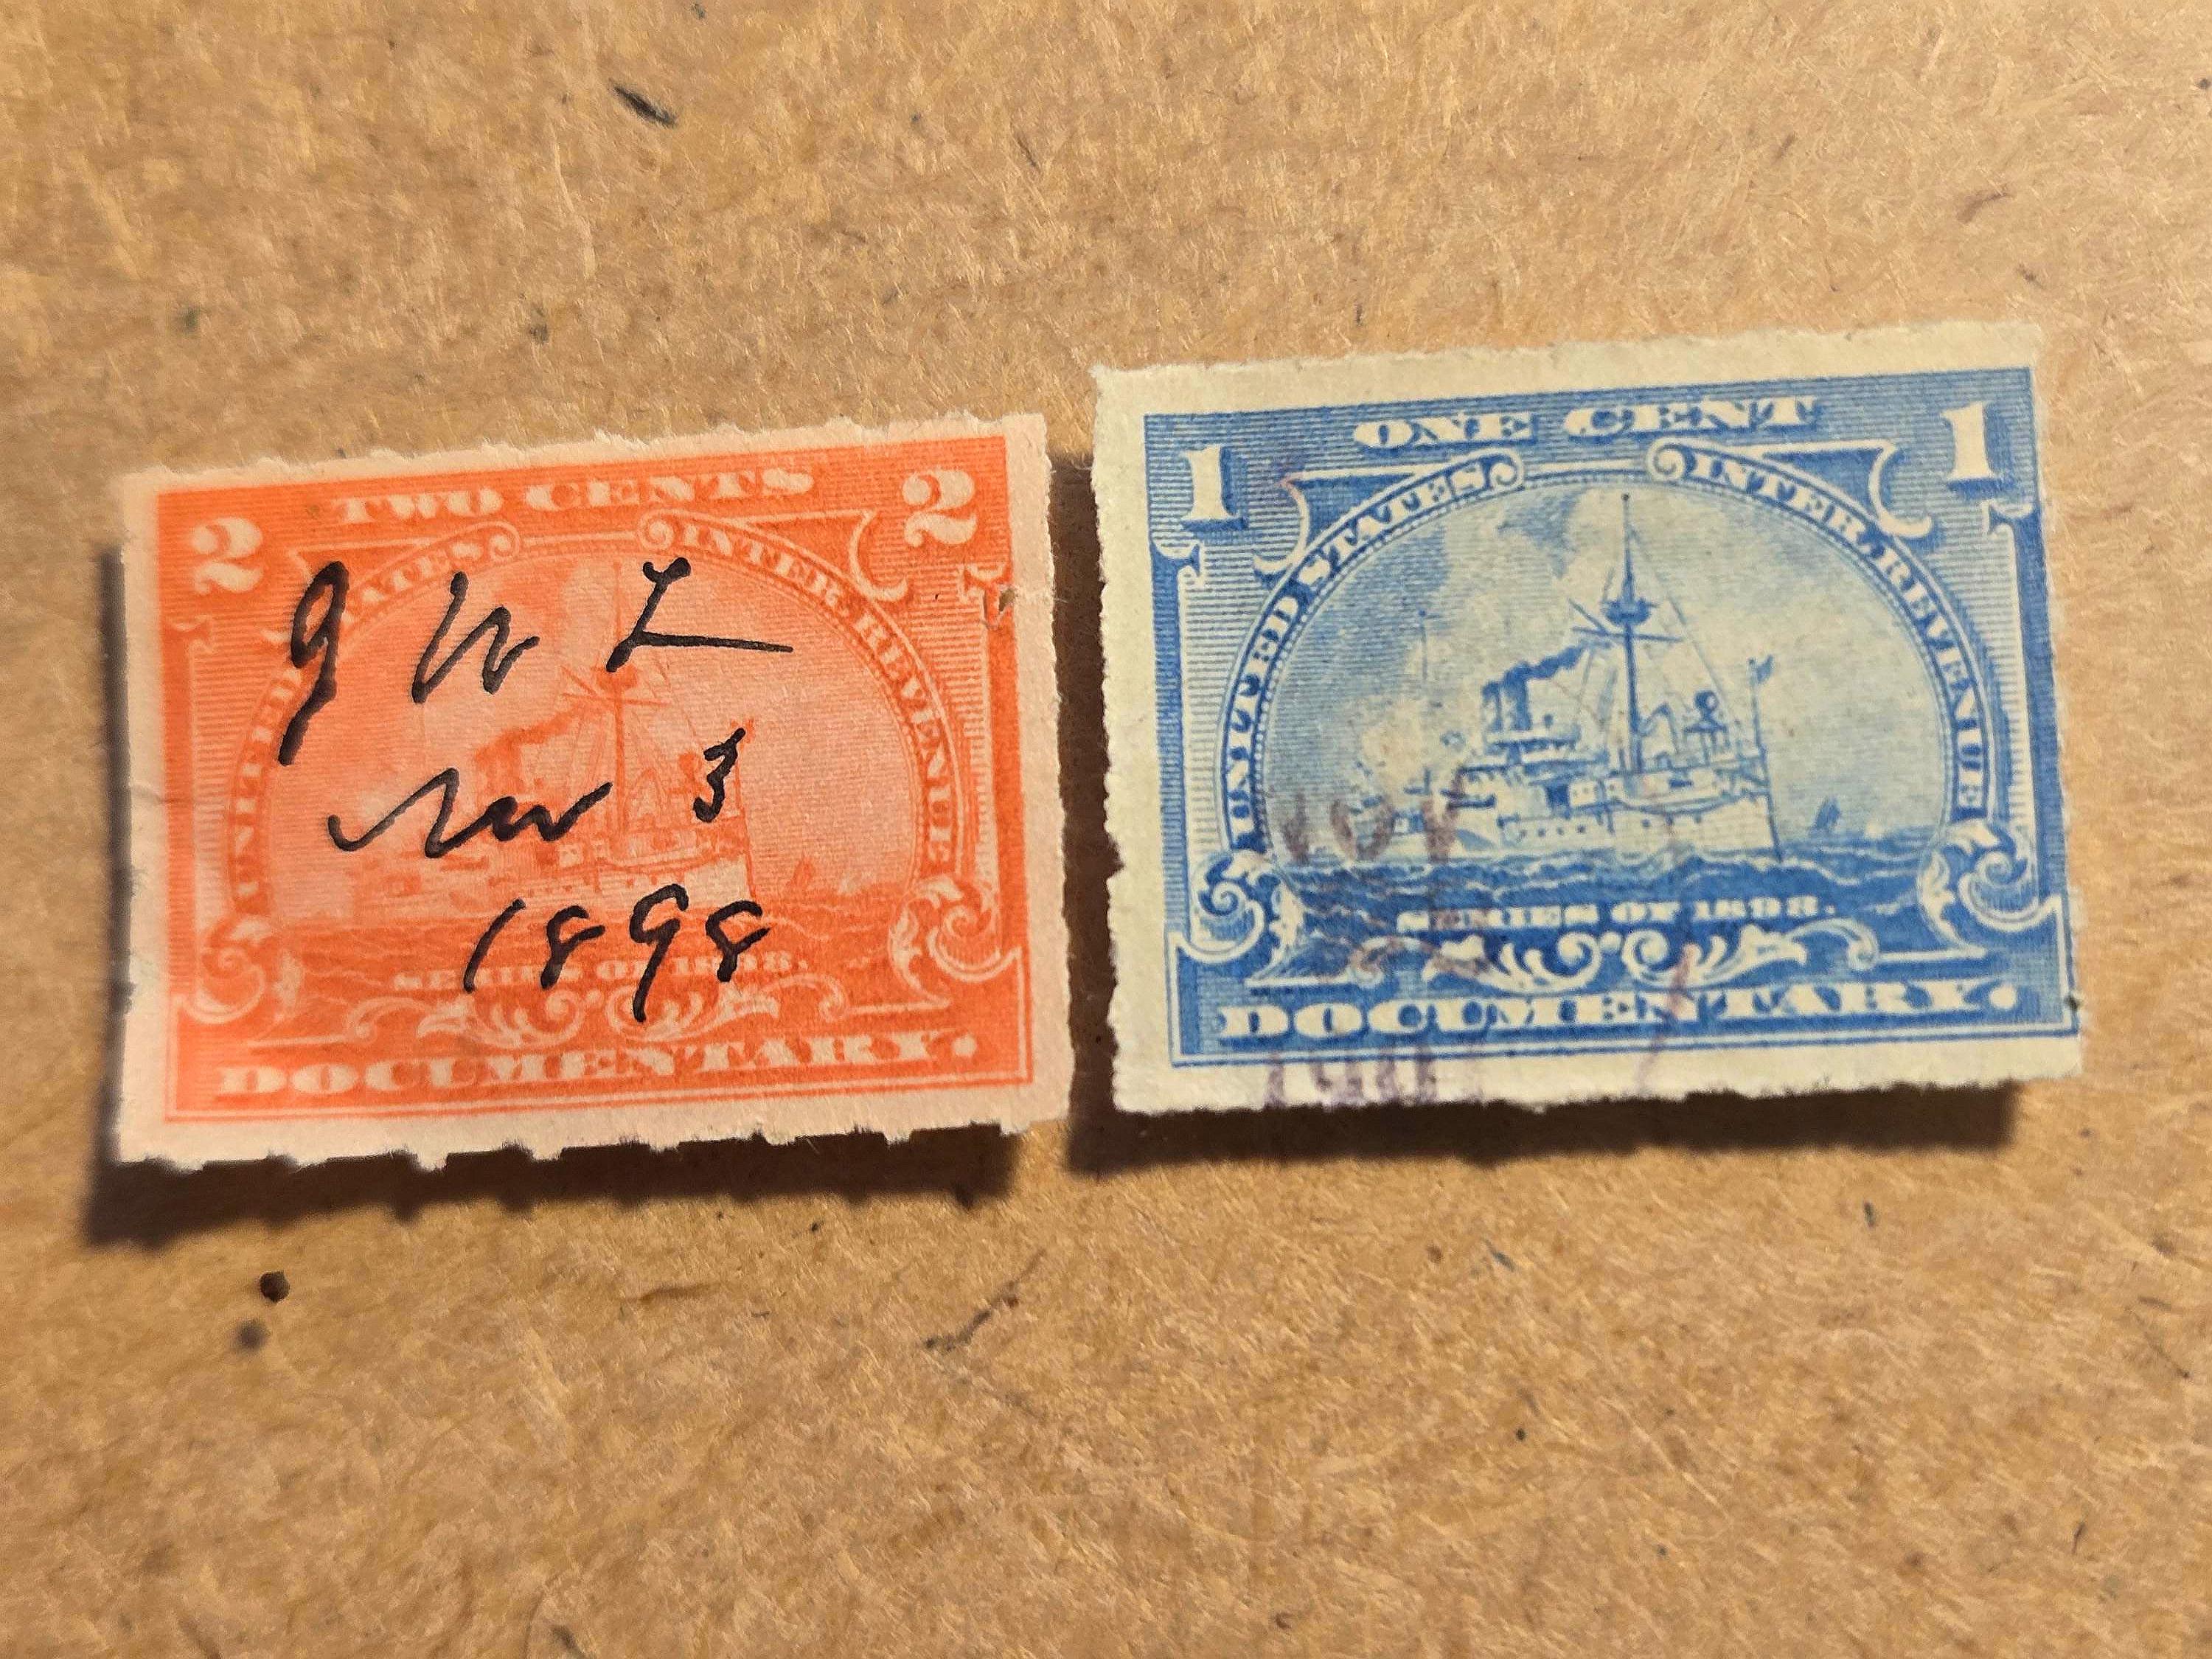 TWO CENTS
2 2
UNITED STATES INTER. REVENUE
J W L
Nov 3
1898
SERIES OF 1898.
DOCUMENTARY.
ONE CENT
1 1
UNITED STATES INTER. REVENUE
SERIES OF 1898.
DOCUMENTARY.